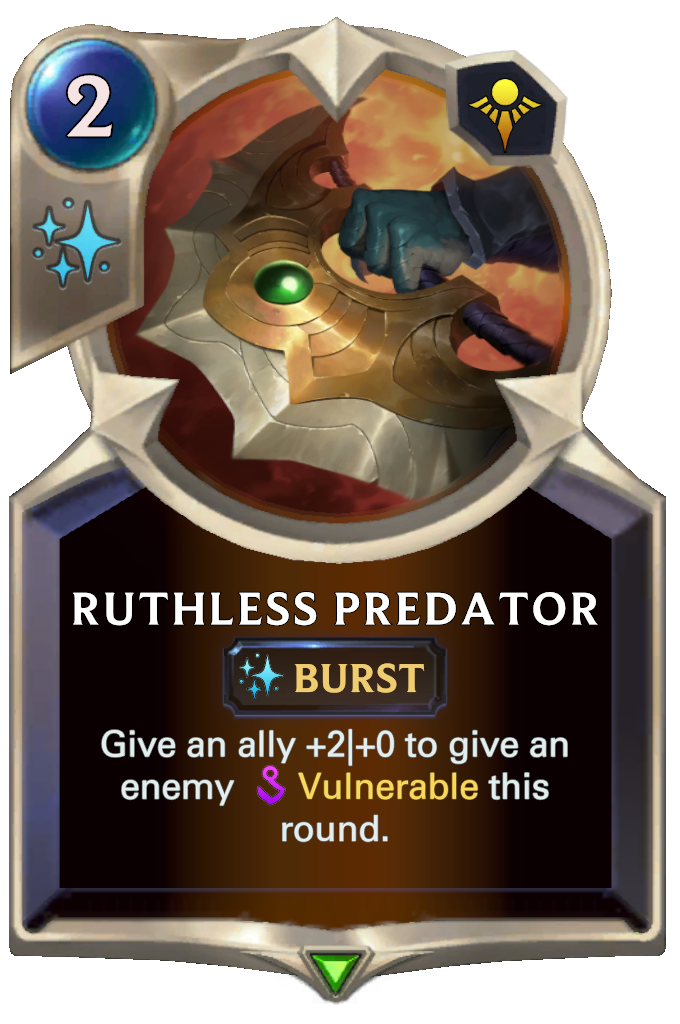 2
RUTHLESS PREDATOR
BURST
Give an ally +2|+0 to give an
enemy Vulnerable this
round.